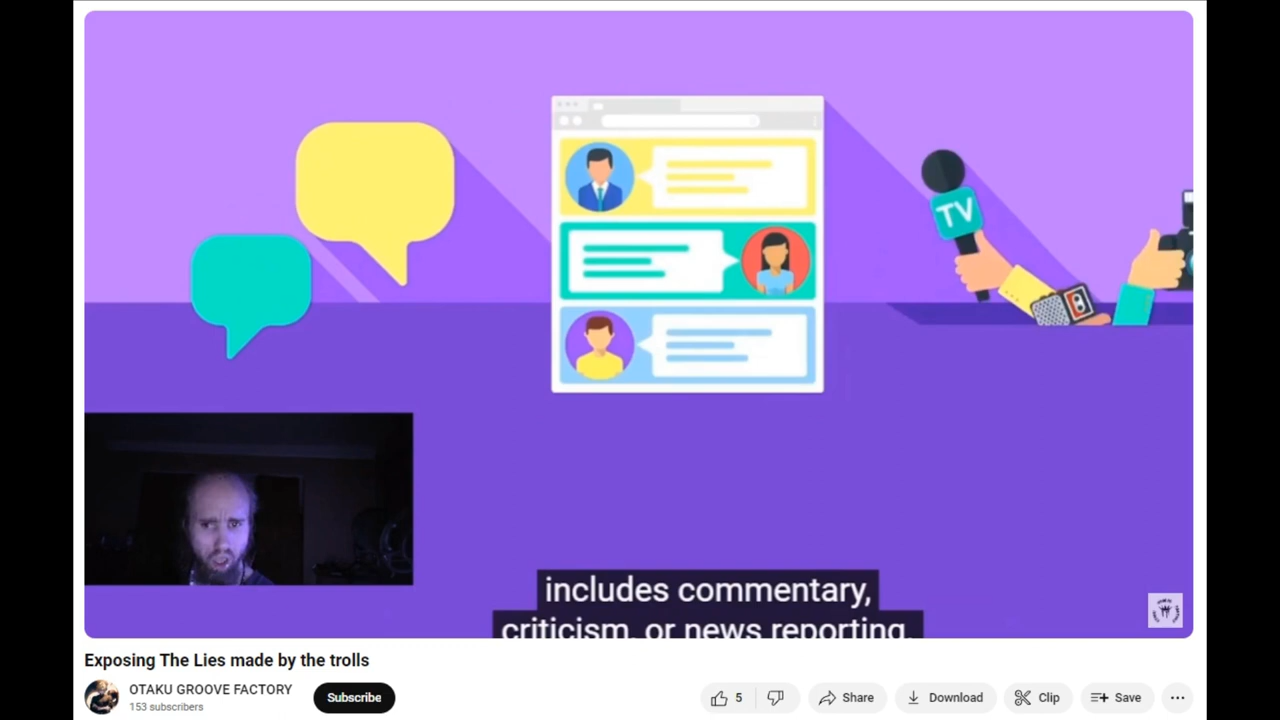 TV
includes commentary,
criticism, or news reporting.
Exposing The Lies made by the trolls
OTAKU GROOVE FACTORY
153 subscribers
Subscribe
5
Share
Download
Clip
Save